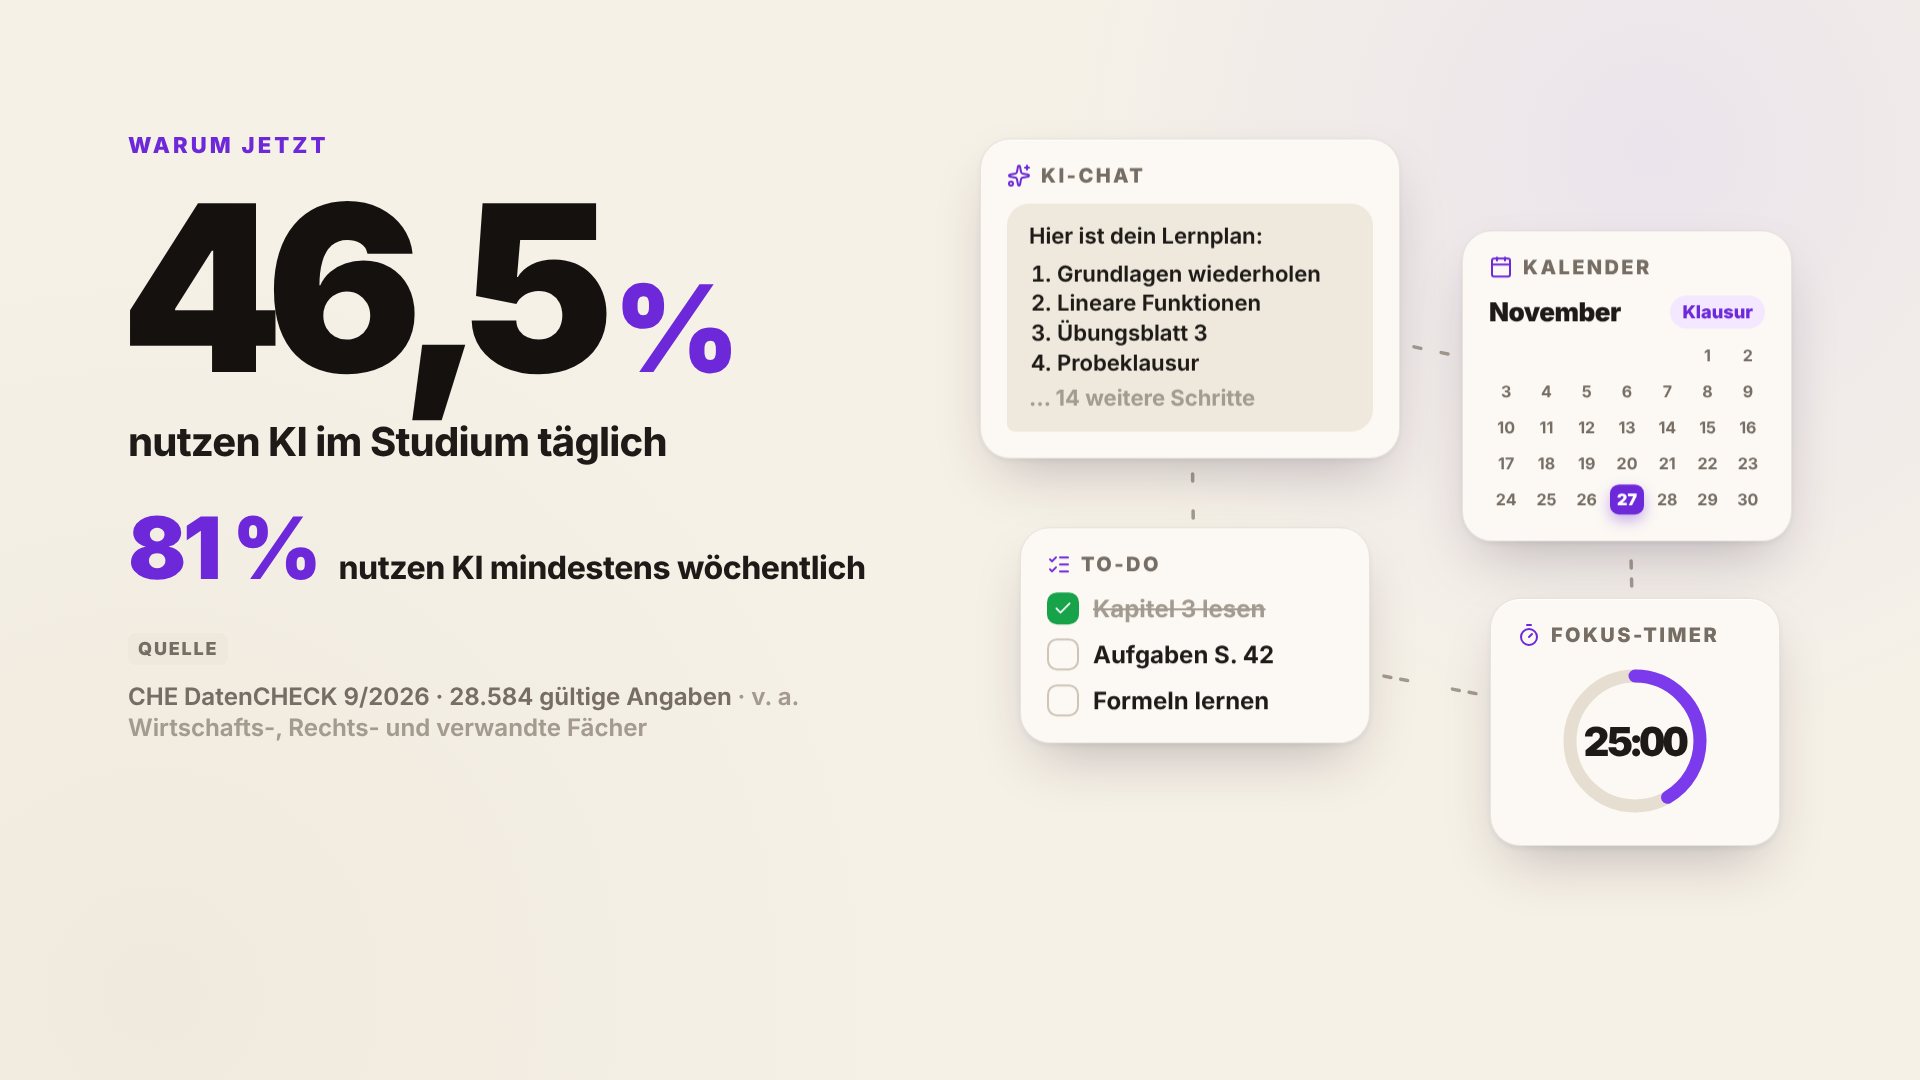 WARUM JETZT
46,5%
nutzen KI im Studium täglich
81 % nutzen KI mindestens wöchentlich
QUELLE
CHE DatenCHECK 9/2026 · 28.584 gültige Angaben · v. a.
Wirtschafts-, Rechts- und verwandte Fächer
KI-CHAT
Hier ist dein Lernplan:
1. Grundlagen wiederholen
2. Lineare Funktionen
3. Übungsblatt 3
4. Probeklausur
... 14 weitere Schritte
KALENDER
November Klausur
1 2
3 4 5 6 7 8 9
10 11 12 13 14 15 16
17 18 19 20 21 22 23
24 25 26 27 28 29 30
TO-DO
Kapitel 3 lesen
Aufgaben S. 42
Formeln lernen
FOKUS-TIMER
25:00